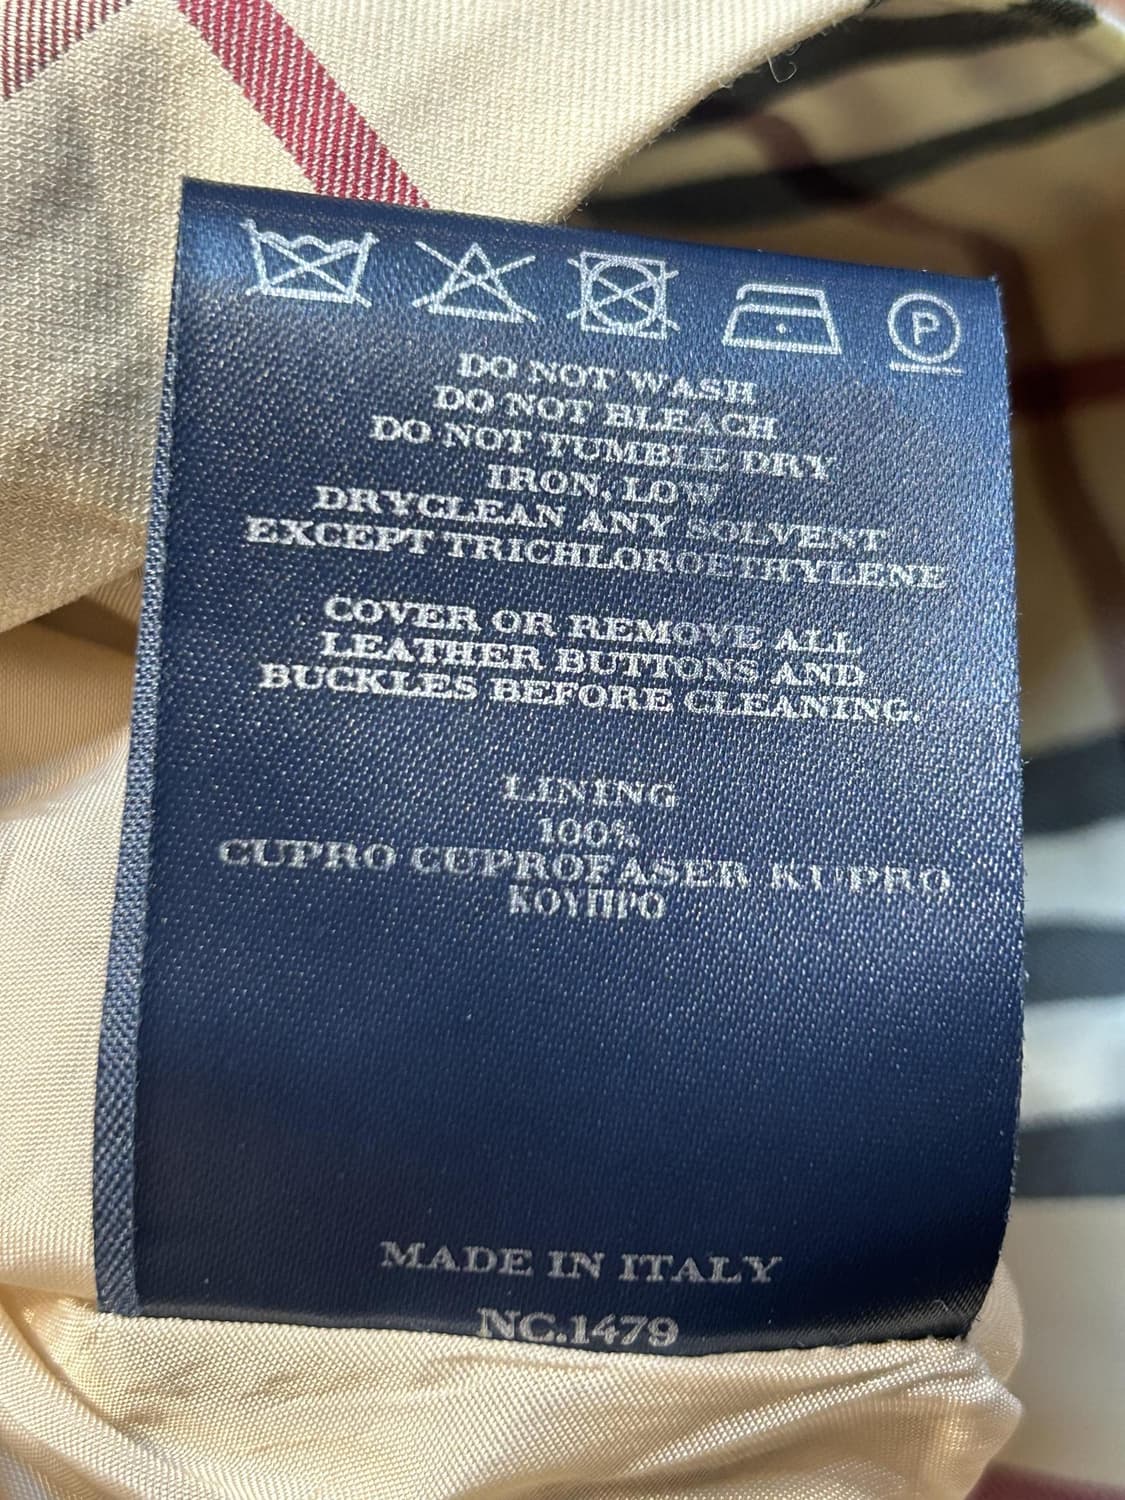 P
DO NOT WASH
DO NOT BLEACH
DO NOT TUMBLE DRY
IRON, LOW
DRYCLEAN ANY SOLVENT
EXCEPT TRICHLOROETHYLENE
COVER OR REMOVE ALL
LEATHER BUTTONS AND
BUCKLES BEFORE CLEANING.
LINING
100%
CUPRO CUPROFASER KUPRO
ΚΟΥΠΡΟ
MADE IN ITALY
NC.1479